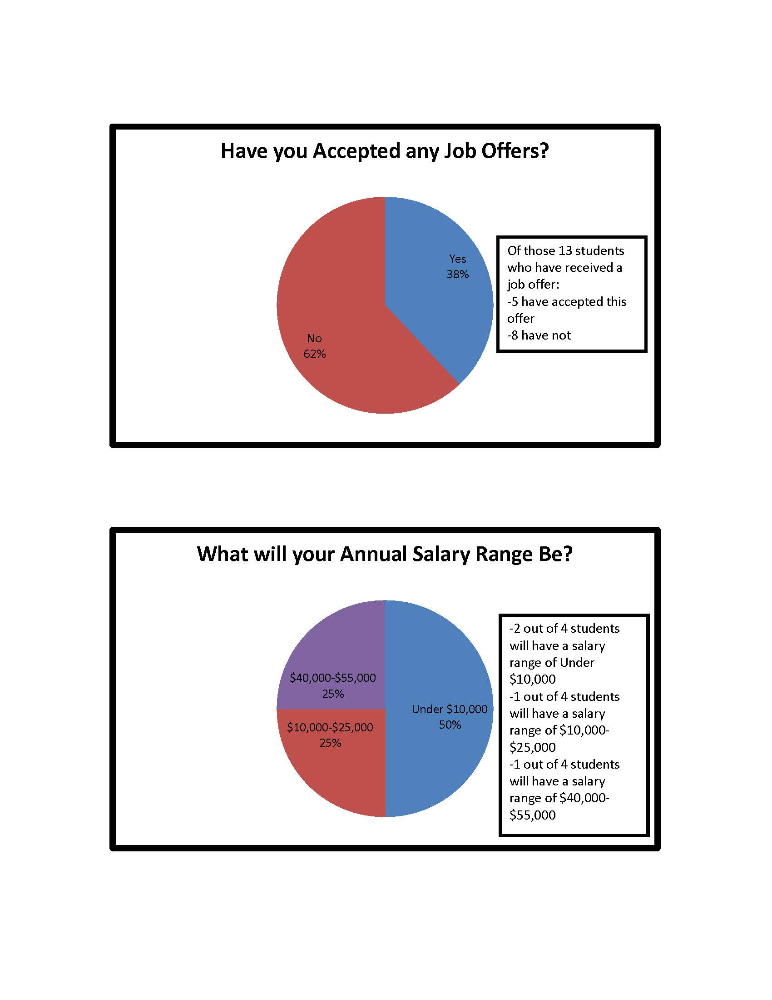 Have you Accepted any Job Offers?
Yes
38%
No
62%
Of those 13 students
who have received a
job offer:
-5 have accepted this
offer
-8 have not
What will your Annual Salary Range Be?
$40,000-$55,000
25%
Under $10,000
50%
$10,000-$25,000
25%
-2 out of 4 students
will have a salary
range of Under
$10,000
-1 out of 4 students
will have a salary
range of $10,000-
$25,000
-1 out of 4 students
will have a salary
range of $40,000-
$55,000